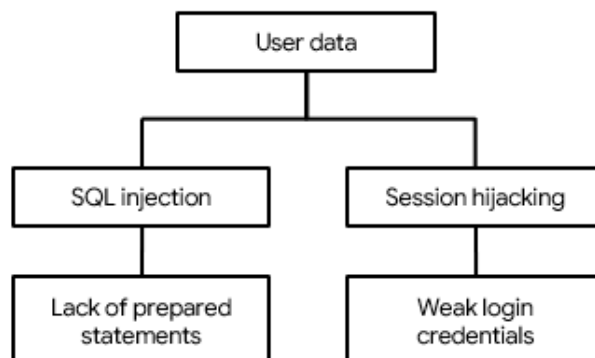 User data
SQL injection
Session hijacking
Lack of prepared
statements
Weak login
credentials